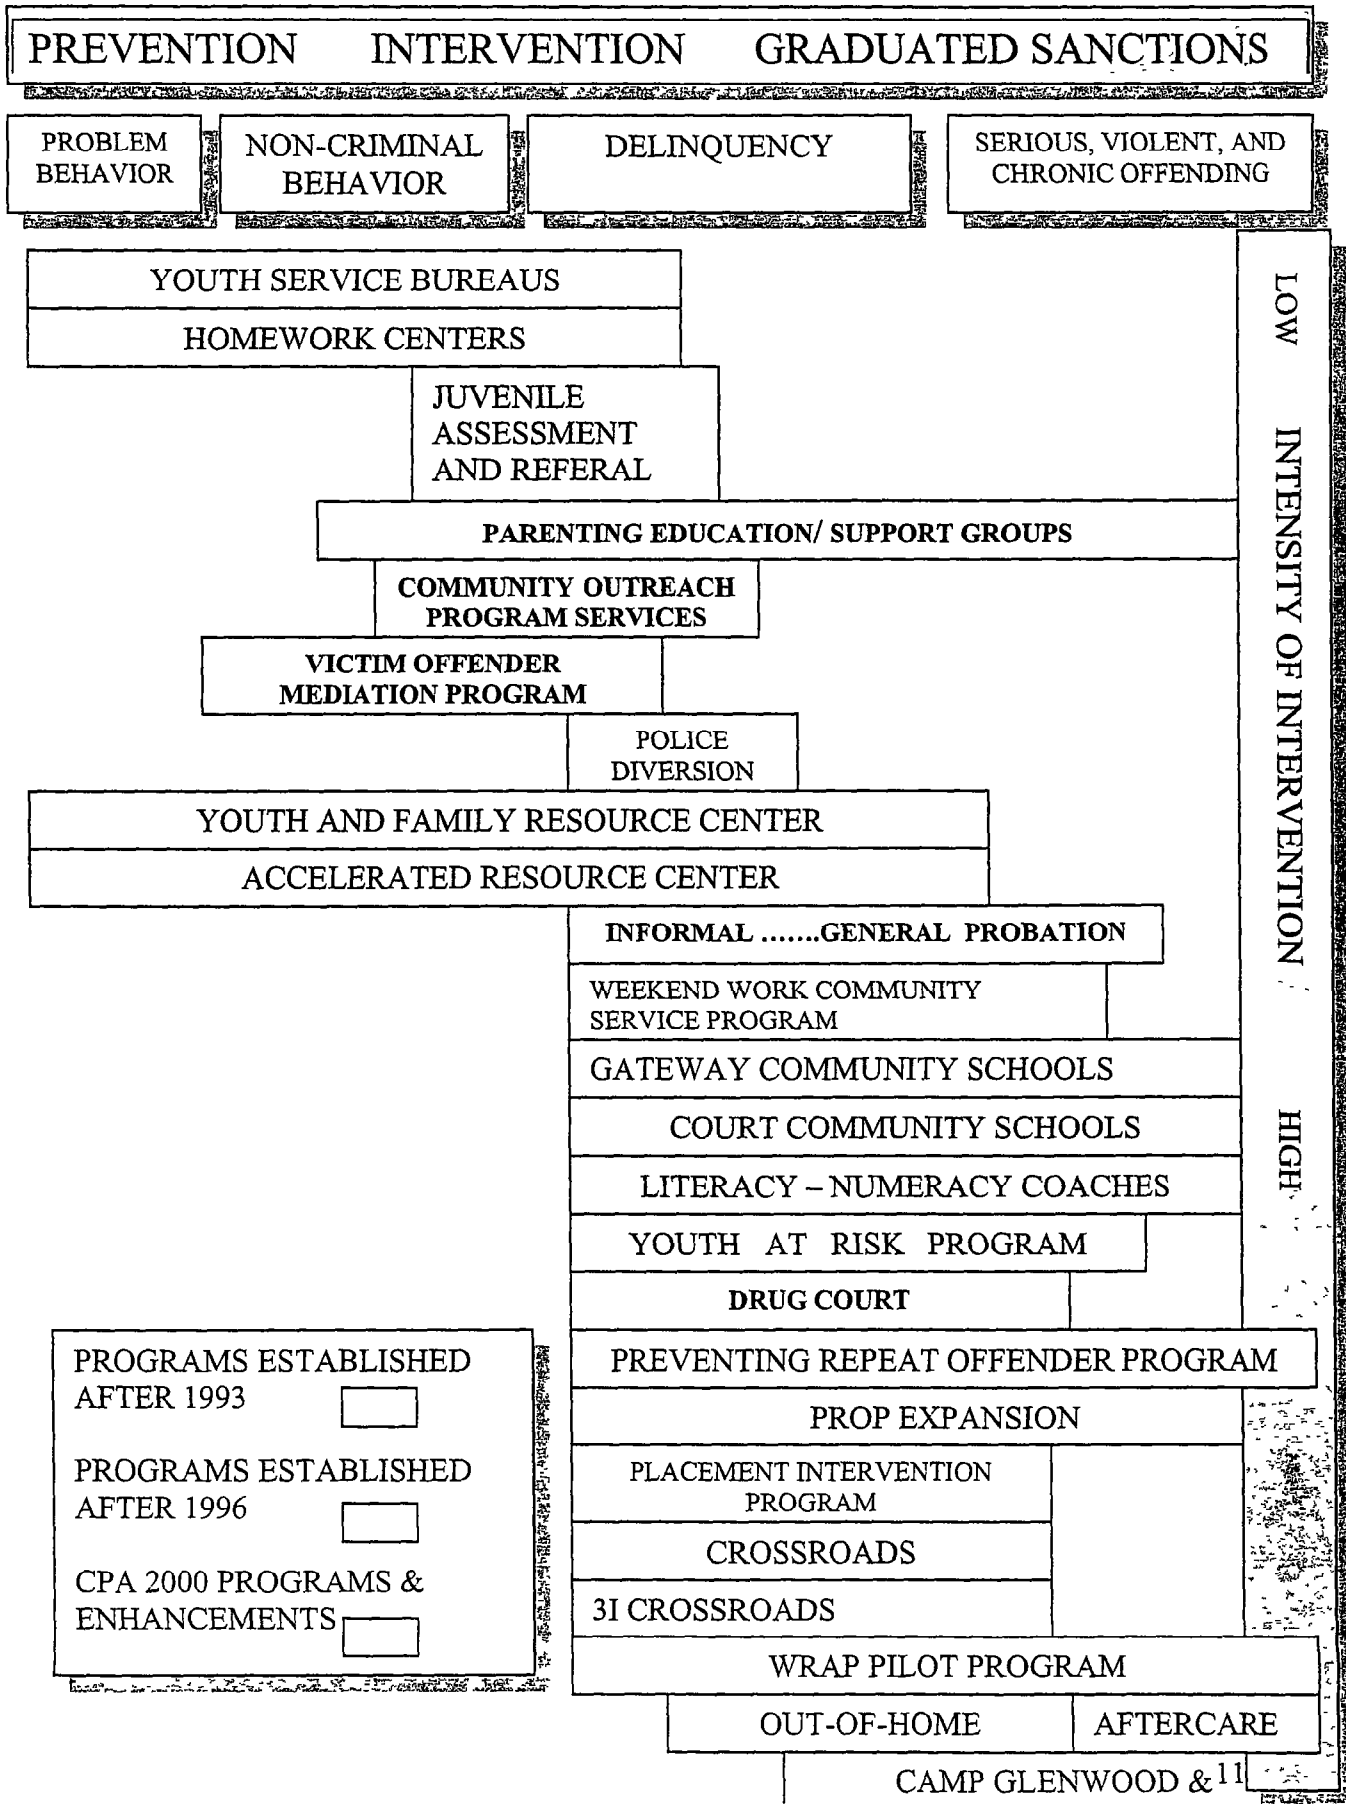 PREVENTION INTERVENTION GRADUATED SANCTIONS
PROBLEM
BEHAVIOR
NON-CRIMINAL
BEHAVIOR
DELINQUENCY
SERIOUS, VIOLENT, AND
CHRONIC OFFENDING
YOUTH SERVICE BUREAUS
HOMEWORK CENTERS
JUVENILE
ASSESSMENT
AND REFERAL
PARENTING EDUCATION/ SUPPORT GROUPS
COMMUNITY OUTREACH
PROGRAM SERVICES
VICTIM OFFENDER
MEDIATION PROGRAM
POLICE
DIVERSION
YOUTH AND FAMILY RESOURCE CENTER
ACCELERATED RESOURCE CENTER
INFORMAL .......GENERAL PROBATION
WEEKEND WORK COMMUNITY
SERVICE PROGRAM
GATEWAY COMMUNITY SCHOOLS
COURT COMMUNITY SCHOOLS
LITERACY – NUMERACY COACHES
YOUTH AT RISK PROGRAM
DRUG COURT
PREVENTING REPEAT OFFENDER PROGRAM
PROP EXPANSION
PLACEMENT INTERVENTION
PROGRAM
CROSSROADS
3I CROSSROADS
WRAP PILOT PROGRAM
OUT-OF-HOME
AFTERCARE
CAMP GLENWOOD & 11
LOW INTENSITY OF INTERVENTION HIGH
PROGRAMS ESTABLISHED
AFTER 1993
PROGRAMS ESTABLISHED
AFTER 1996
CPA 2000 PROGRAMS &
ENHANCEMENTS